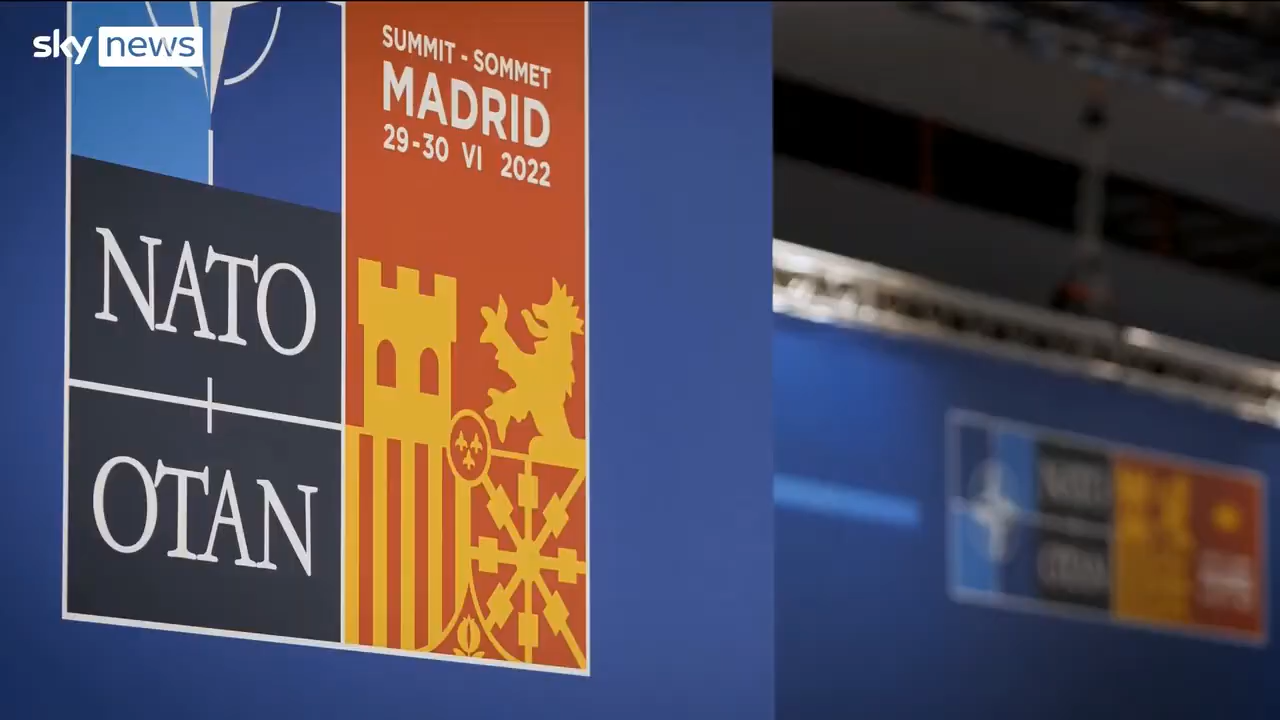 sky news
SUMMIT - SOMMET
MADRID
29-30 VI 2022
NATO
OTAN